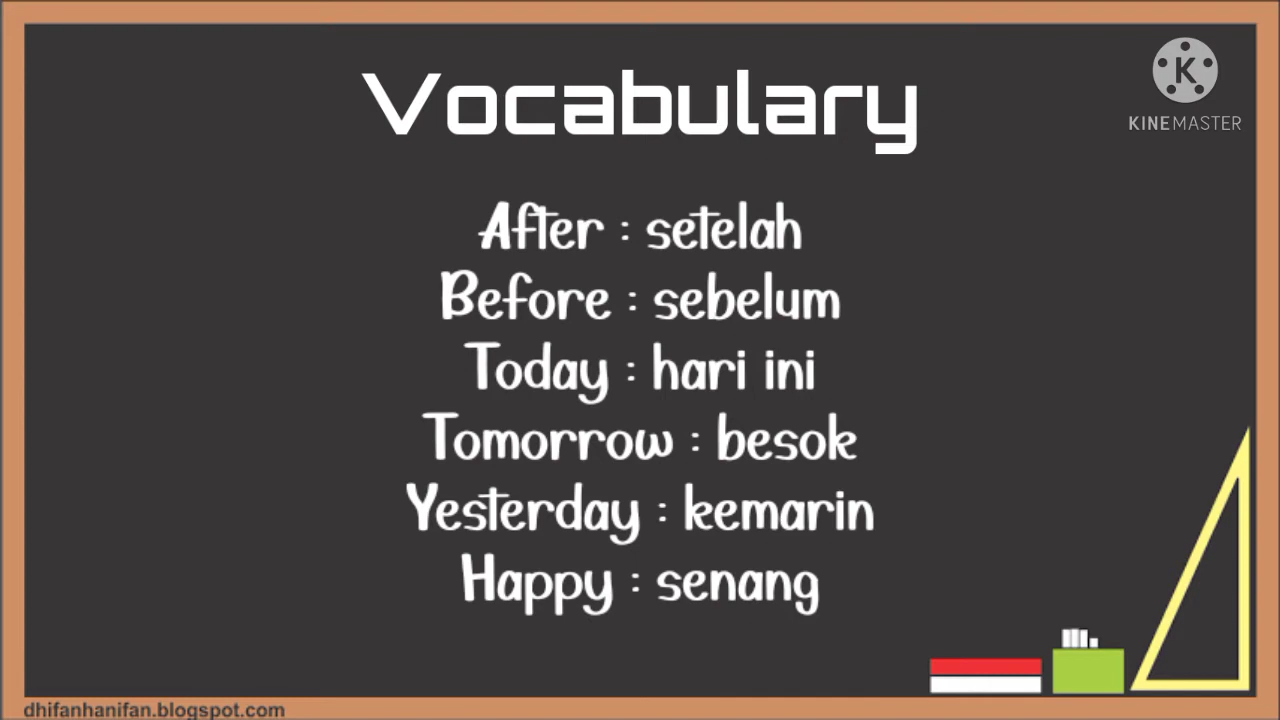 Vocabulary
K
KINEMASTER
After : setelah
Before : sebelum
Today : hari ini
Tomorrow : besok
Yesterday : kemarin
Happy : senang
dhifanhanifan.blogspot.com